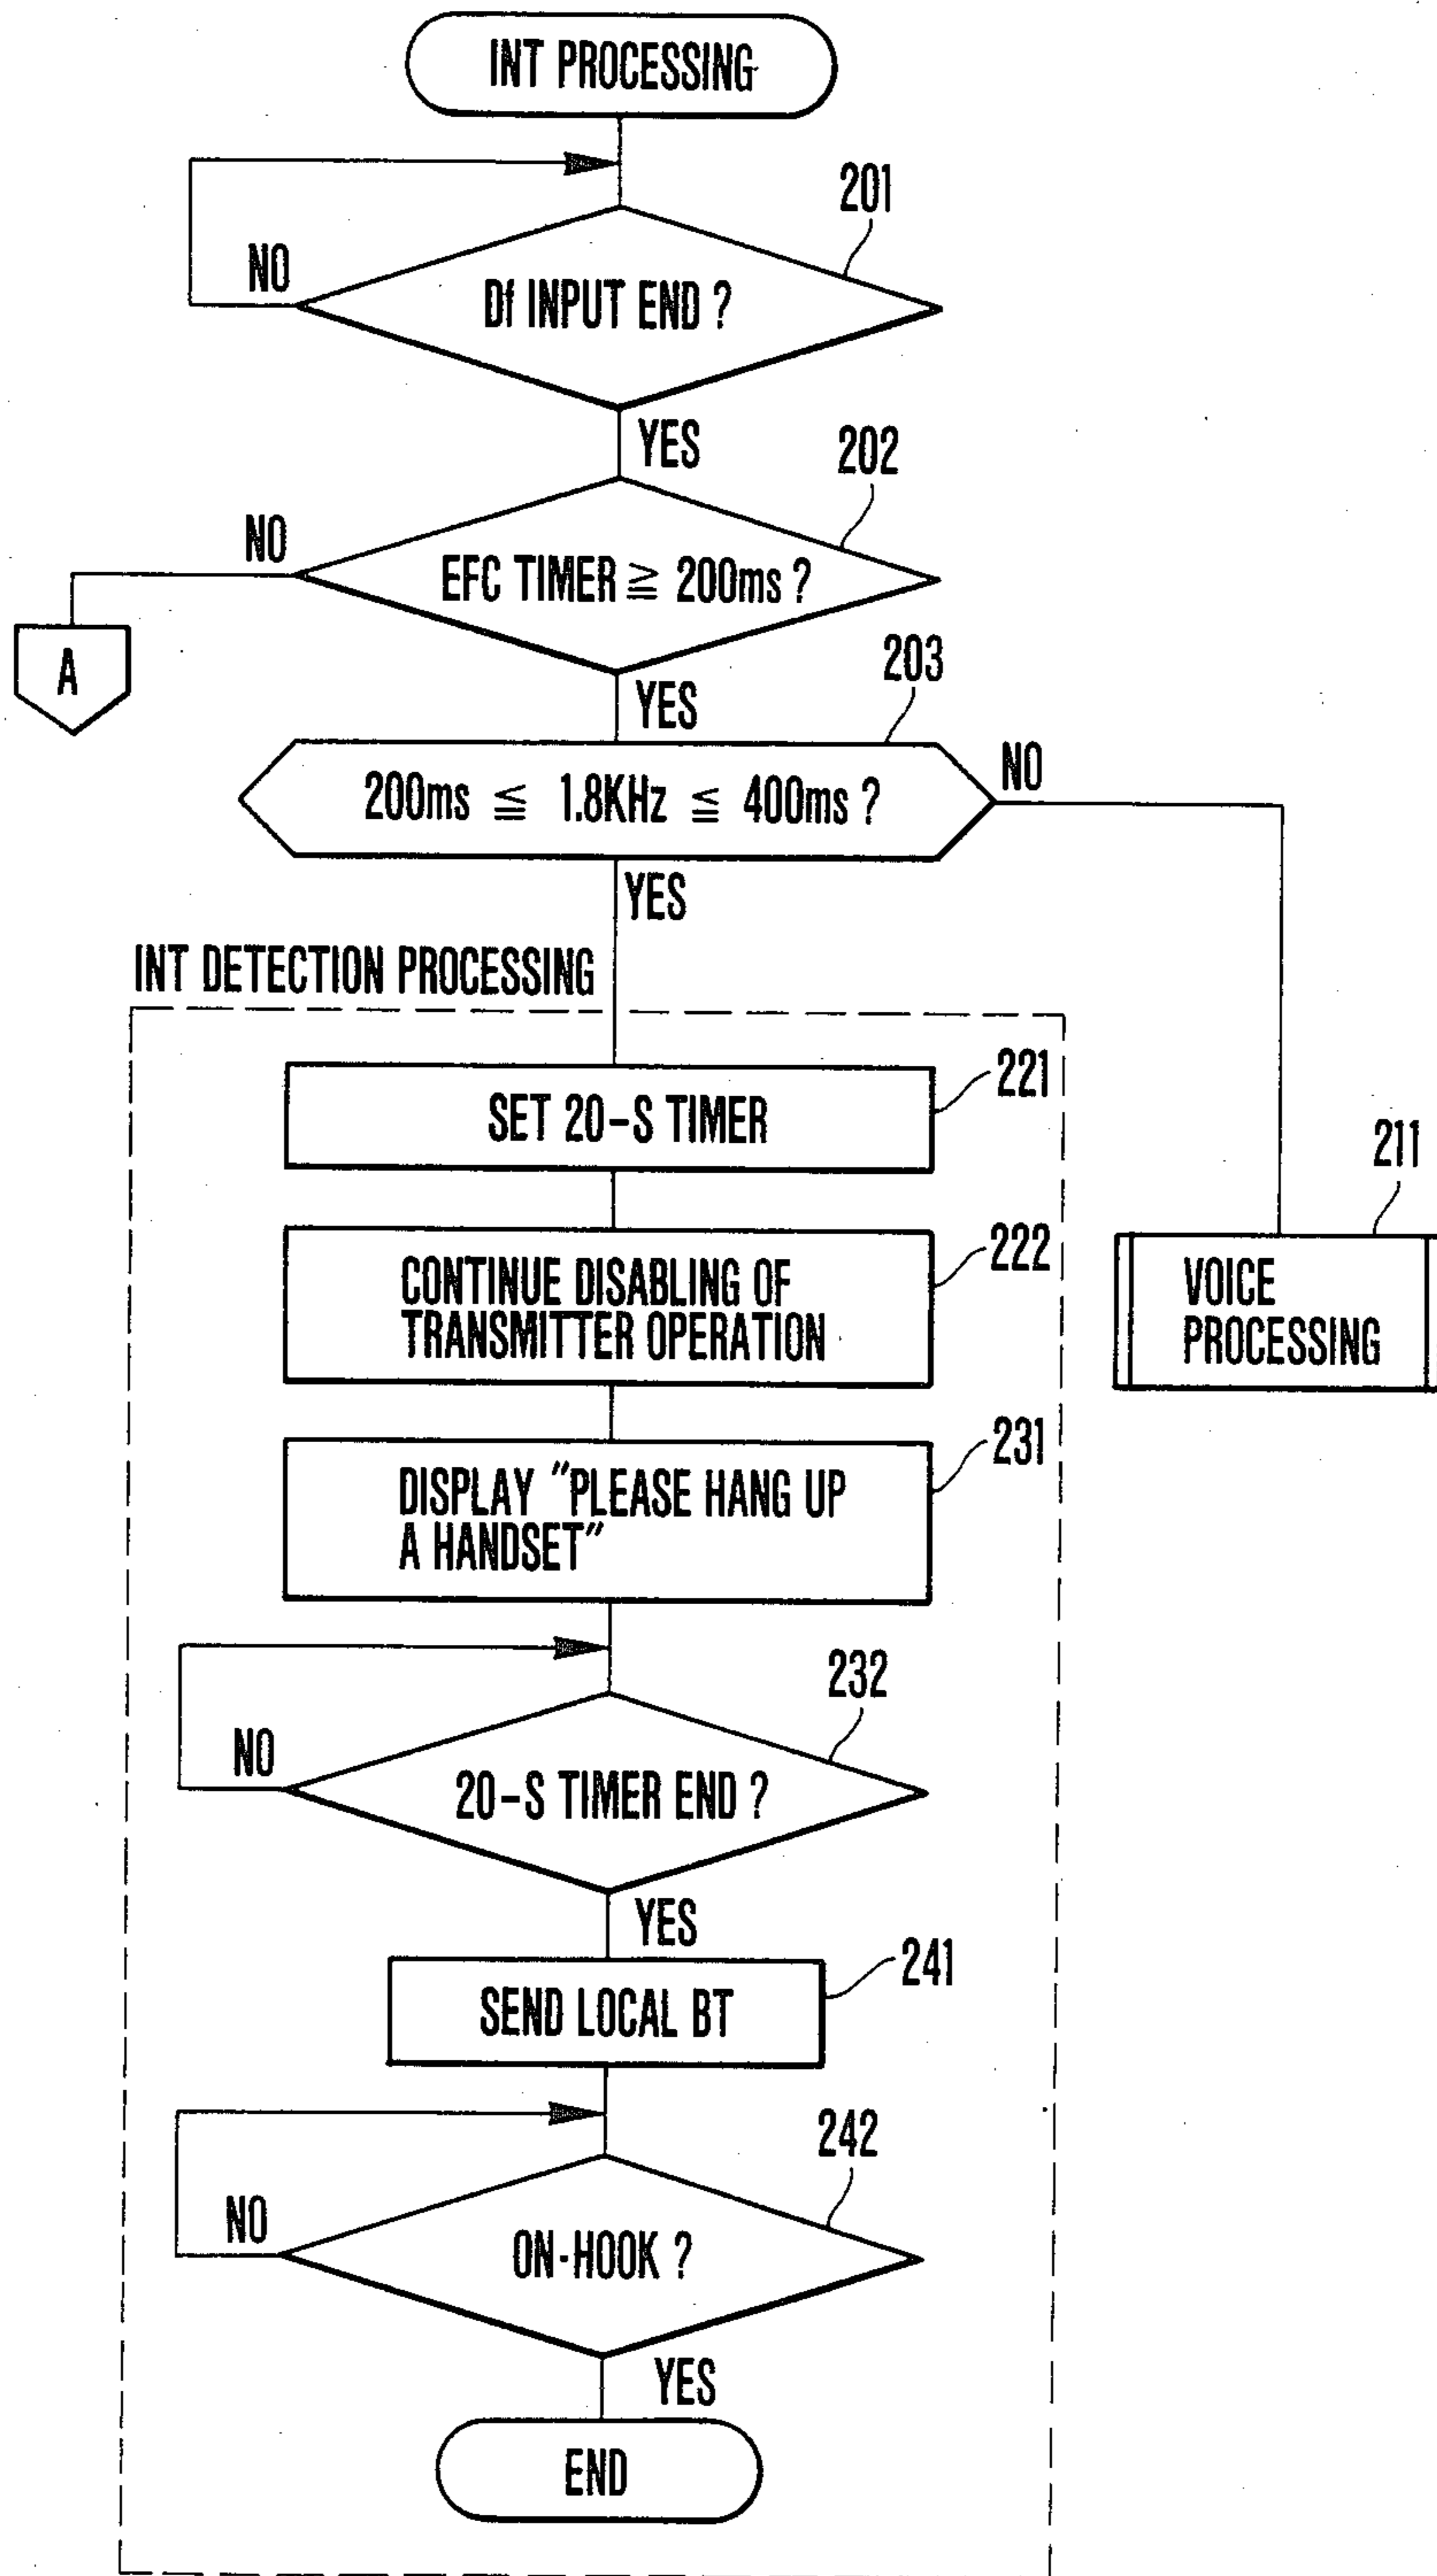 INT PROCESSING
201
NO
Df INPUT END ?
YES
202
NO
EFC TIMER ≧ 200ms ?
A
203
YES
NO
200ms ≦ 1.8KHz ≦ 400ms ?
YES
INT DETECTION PROCESSING
221
SET 20-S TIMER
211
222
CONTINUE DISABLING OF
TRANSMITTER OPERATION
VOICE
PROCESSING
231
DISPLAY "PLEASE HANG UP
A HANDSET"
232
NO
20-S TIMER END ?
YES
241
SEND LOCAL BT
242
NO
ON-HOOK ?
YES
END